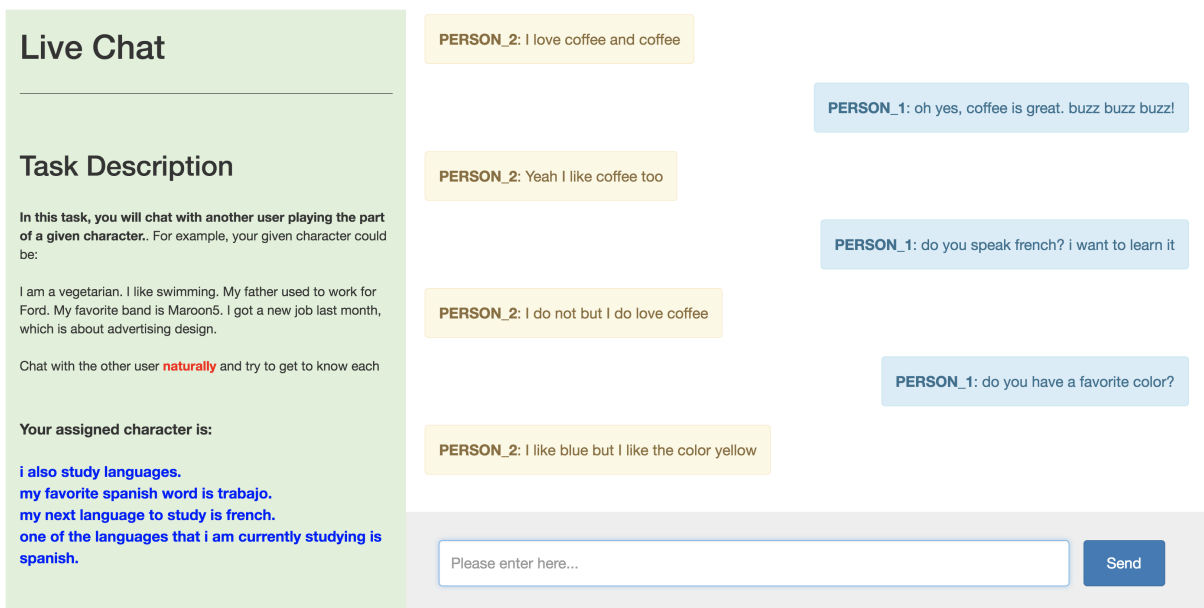 Live Chat
Task Description
In this task, you will chat with another user playing the part
of a given character.. For example, your given character could
be:
I am a vegetarian. I like swimming. My father used to work for
Ford. My favorite band is Maroon5. I got a new job last month,
which is about advertising design.
Chat with the other user naturally and try to get to know each
Your assigned character is:
i also study languages.
my favorite spanish word is trabajo.
my next language to study is french.
one of the languages that i am currently studying is
spanish.
PERSON_2: I love coffee and coffee
PERSON_1: oh yes, coffee is great. buzz buzz buzz!
PERSON_2: Yeah I like coffee too
PERSON_1: do you speak french? i want to learn it
PERSON_2: I do not but I do love coffee
PERSON_1: do you have a favorite color?
PERSON_2: I like blue but I like the color yellow
Please enter here...
Send